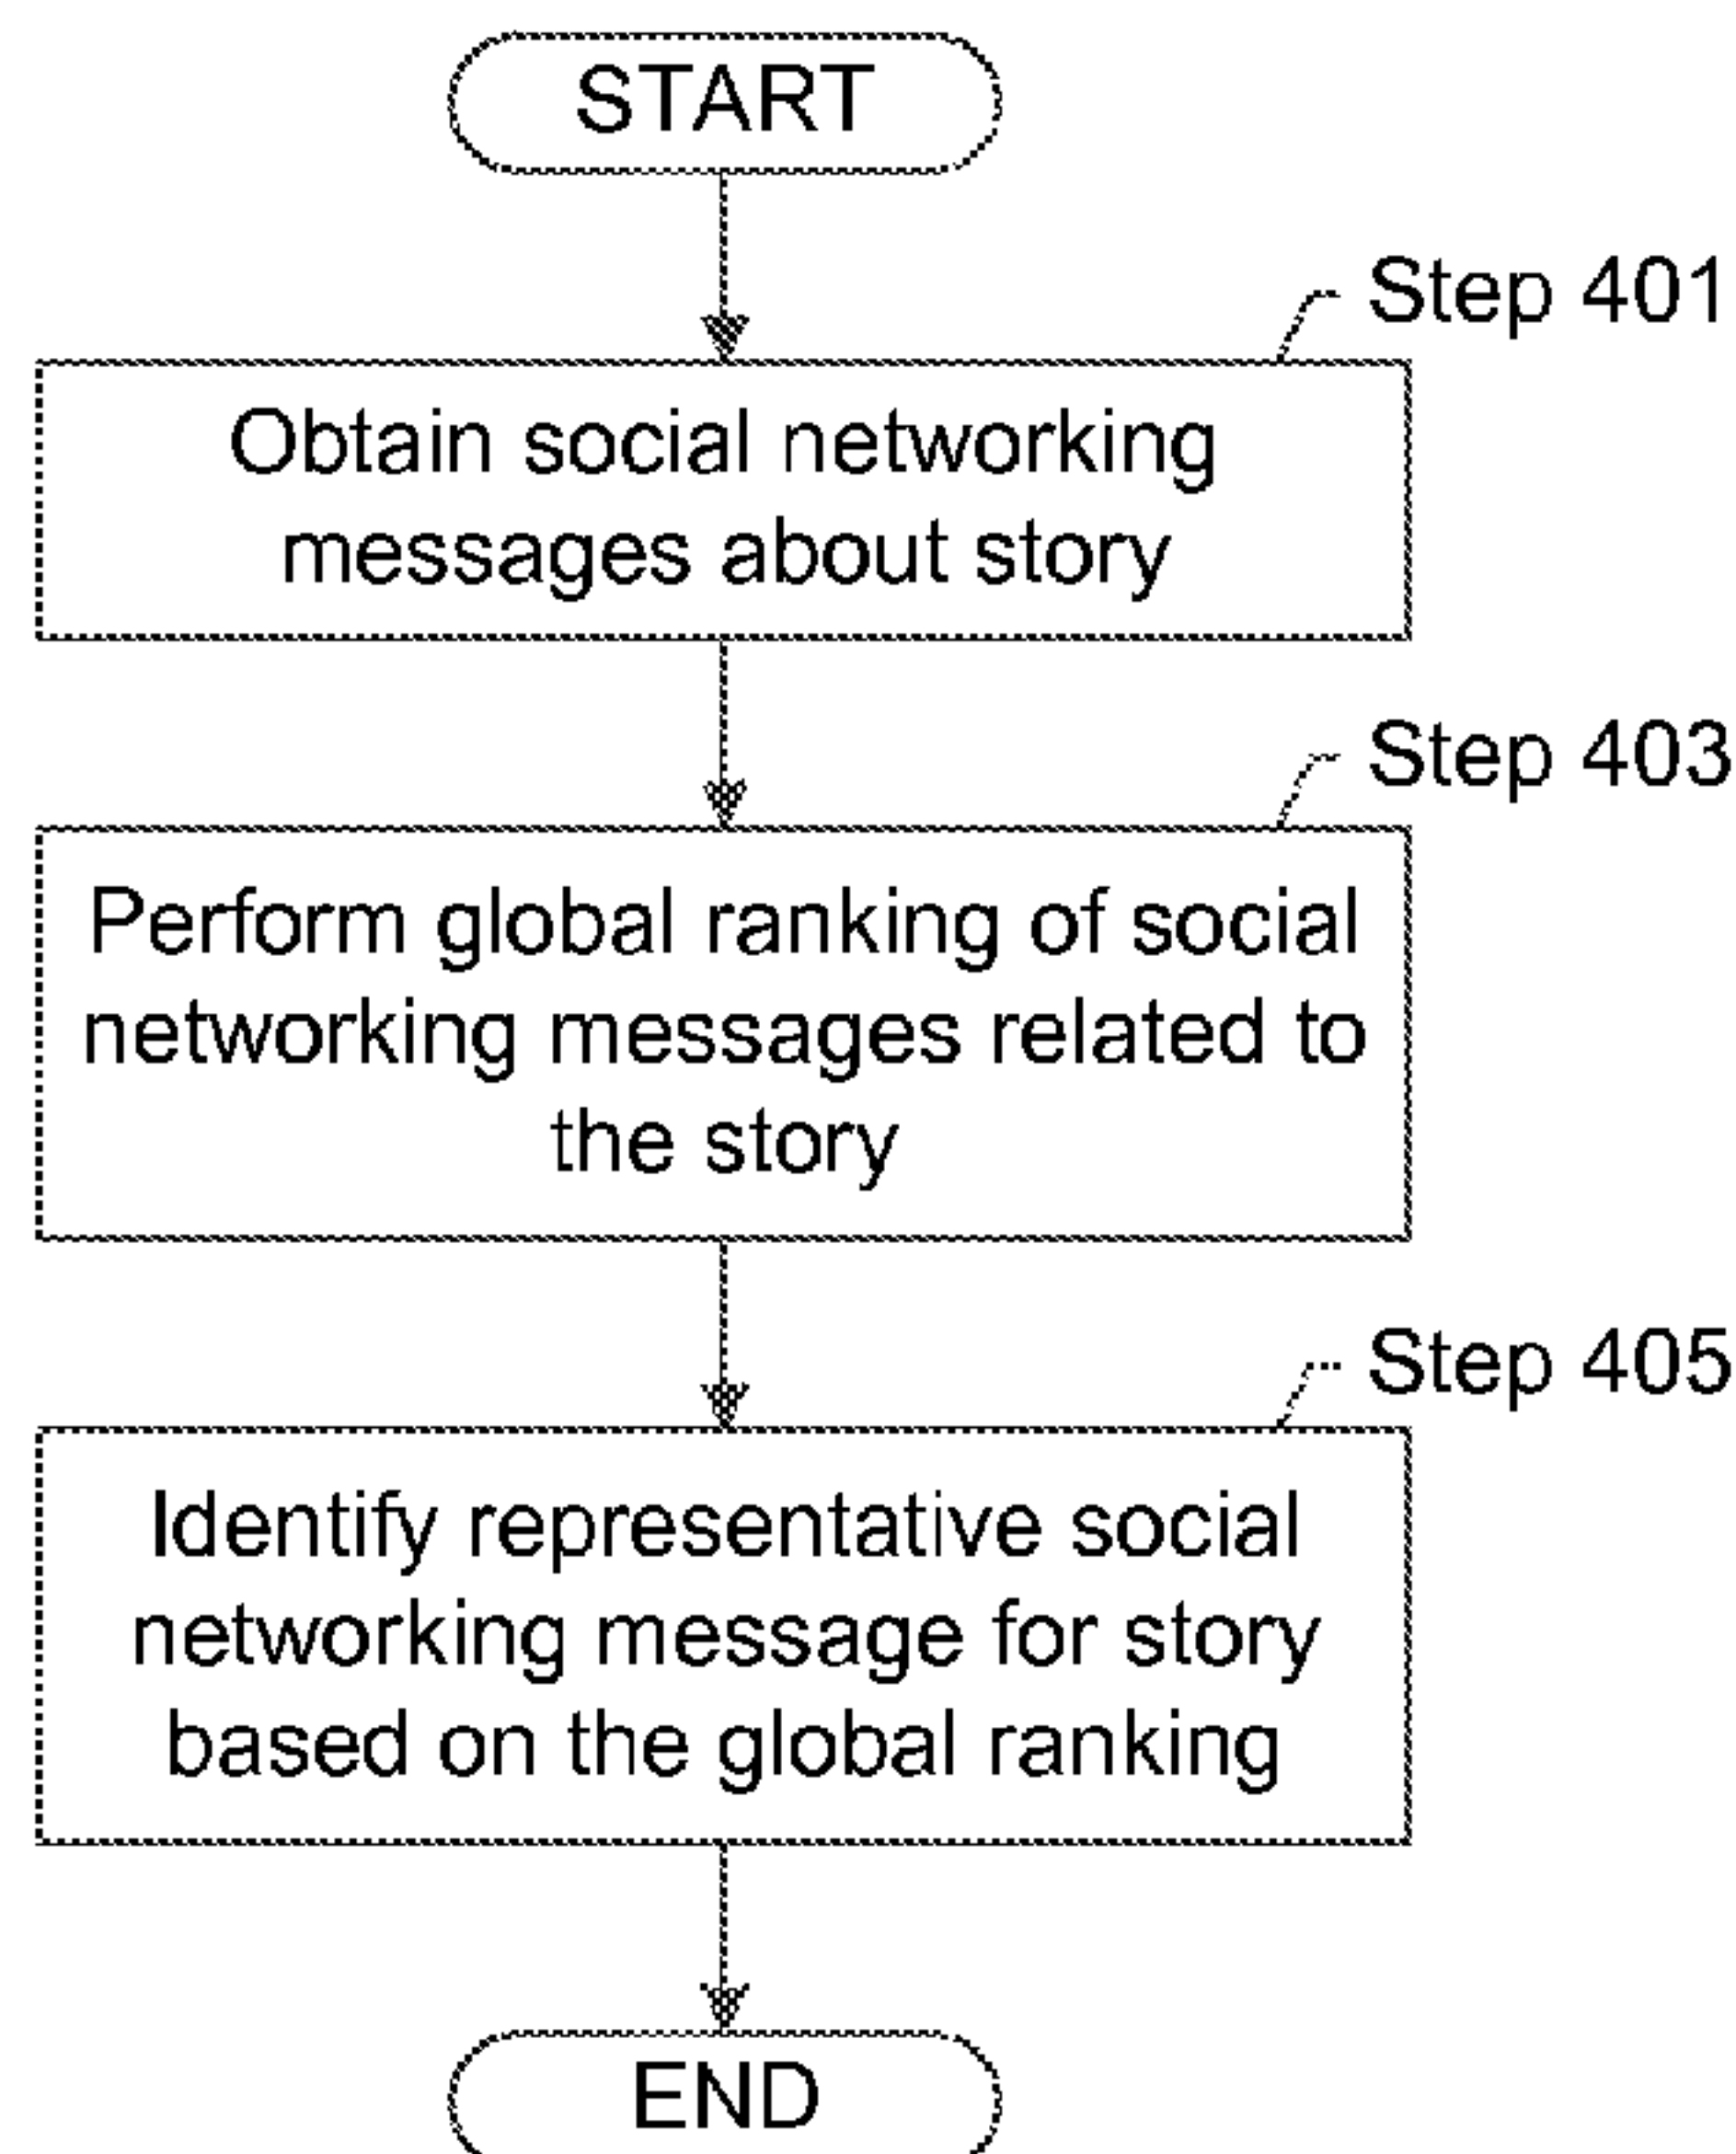 START
Step 401
Obtain social networking
messages about story
Step 403
Perform global ranking of social
networking messages related to
the story
Step 405
Identify representative social
networking message for story
based on the global ranking
END